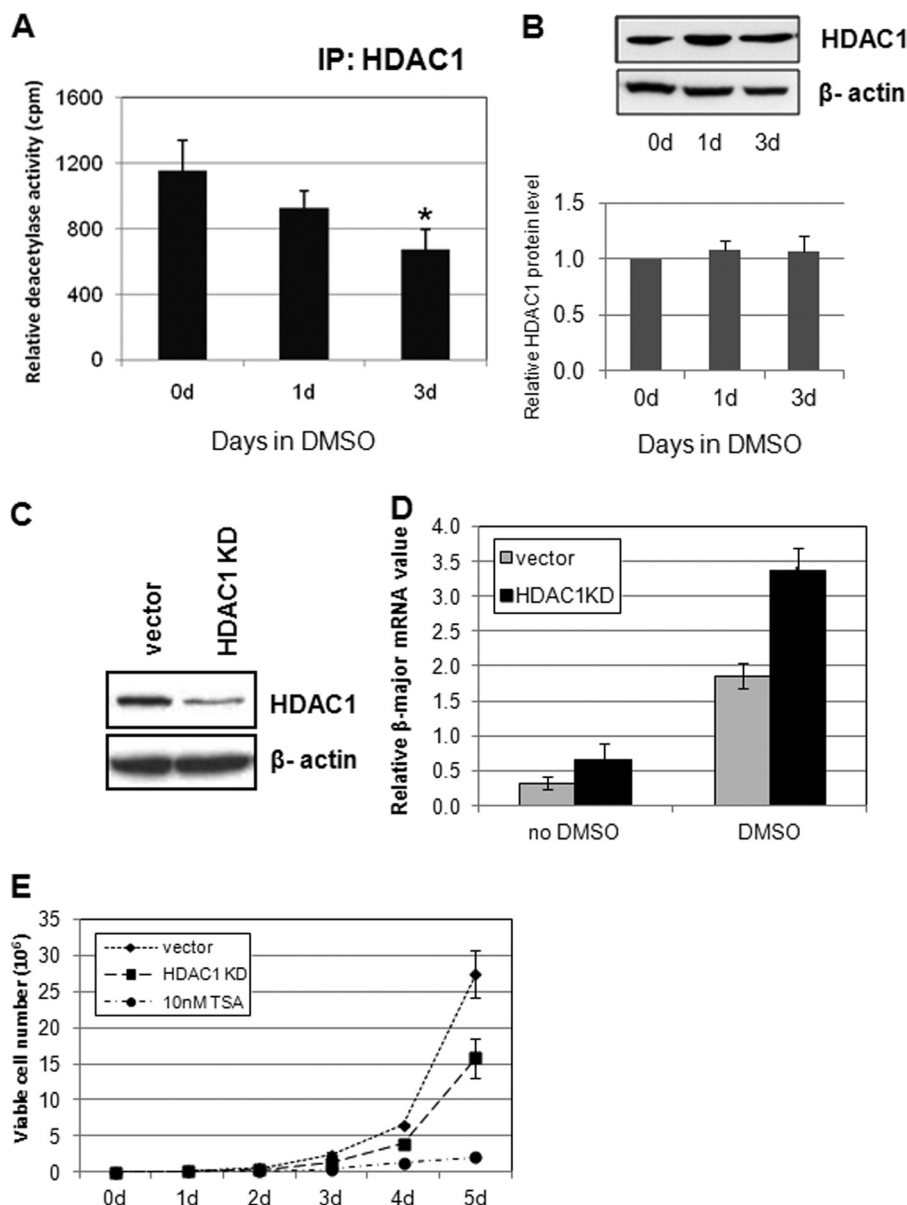 A
IP: HDAC1
Relative deacetylase activity (cpm)
1600
1200
800
400
0
*
0d 1d 3d
Days in DMSO
B
HDAC1
β- actin
0d 1d 3d
Relative HDAC1 protein level
1.5
1.0
0.5
0.0
0d 1d 3d
Days in DMSO
C
vector
HDAC1 KD
HDAC1
β- actin
D
Relative β-major mRNA value
4.0
3.5
3.0
2.5
2.0
1.5
1.0
0.5
0.0
vector
HDAC1KD
no DMSO DMSO
E
Viable cell number (10⁶)
35
30
25
20
15
10
5
0
vector
HDAC1 KD
10nM TSA
0d 1d 2d 3d 4d 5d